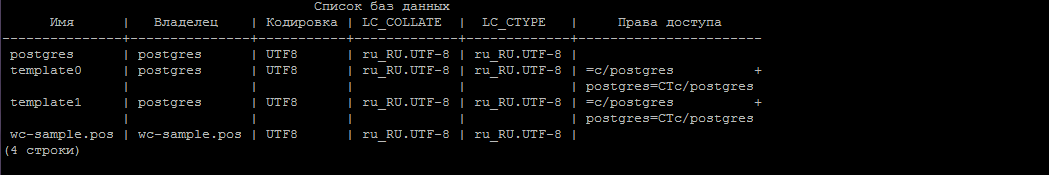 Список баз данных
Имя | Владелец | Кодировка | LC_COLLATE | LC_CTYPE | Права доступа
---------------+---------------+-----------+-------------+-------------+-----------------------
postgres | postgres | UTF8 | ru_RU.UTF-8 | ru_RU.UTF-8 |
template0 | postgres | UTF8 | ru_RU.UTF-8 | ru_RU.UTF-8 | =c/postgres +
| | | | | postgres=CTc/postgres
template1 | postgres | UTF8 | ru_RU.UTF-8 | ru_RU.UTF-8 | =c/postgres +
| | | | | postgres=CTc/postgres
wc-sample.pos | wc-sample.pos | UTF8 | ru_RU.UTF-8 | ru_RU.UTF-8 |
(4 строки)